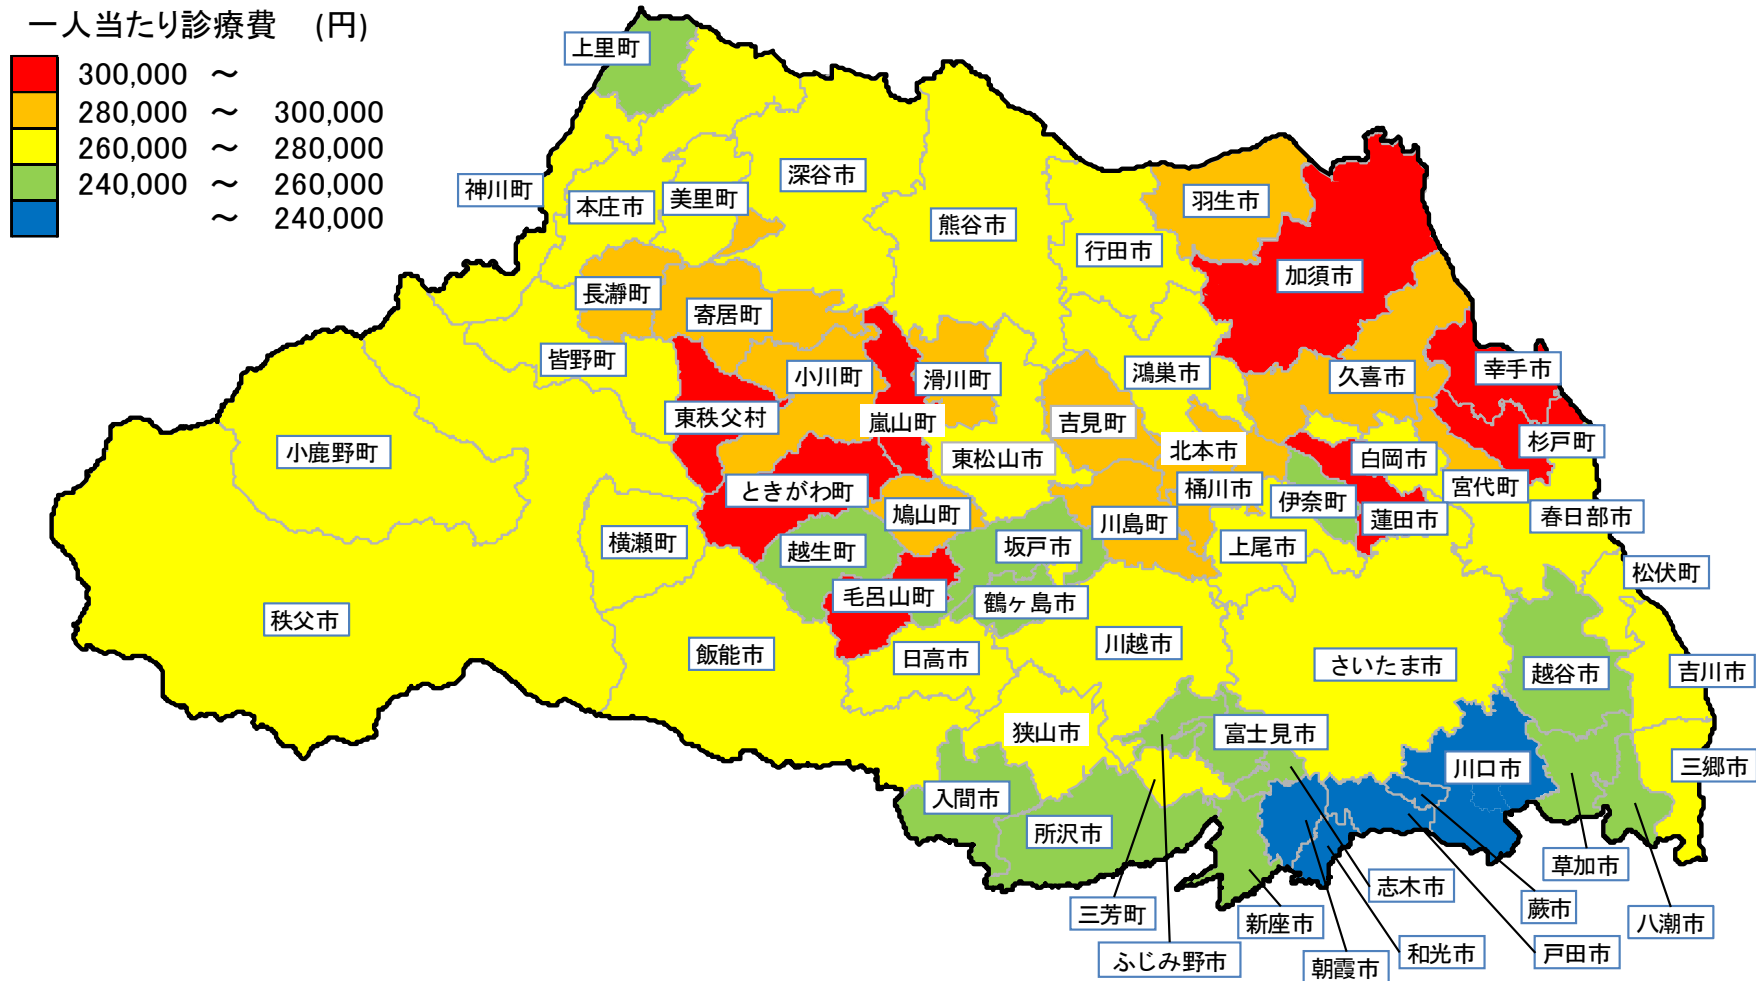 一人当たり診療費　(円)
300,000 ～
280,000 ～ 300,000
260,000 ～ 280,000
240,000 ～ 260,000
～ 240,000
上里町
神川町
本庄市
美里町
深谷市
熊谷市
行田市
羽生市
加須市
長瀞町
寄居町
皆野町
小川町
滑川町
鴻巣市
久喜市
幸手市
東秩父村
嵐山町
吉見町
小鹿野町
東松山市
北本市
白岡市
杉戸町
ときがわ町
桶川市
伊奈町
宮代町
鳩山町
川島町
蓮田市
春日部市
横瀬町
越生町
坂戸市
上尾市
松伏町
毛呂山町
鶴ヶ島市
秩父市
飯能市
日高市
川越市
さいたま市
越谷市
吉川市
狭山市
富士見市
川口市
三郷市
入間市
所沢市
草加市
志木市
三芳町
新座市
蕨市
八潮市
ふじみ野市
朝霞市
和光市
戸田市